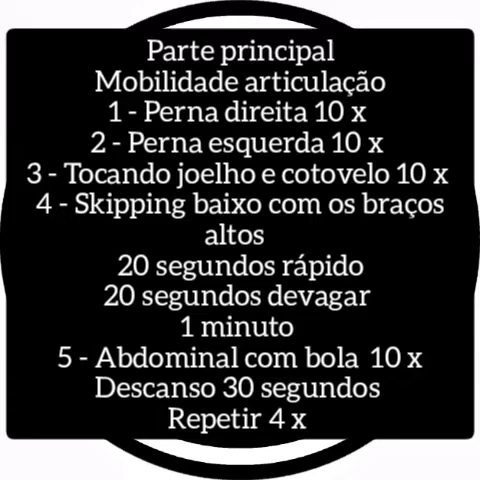 Parte principal
Mobilidade articulação
1 - Perna direita 10 x
2 - Perna esquerda 10 x
3 - Tocando joelho e cotovelo 10 x
4 - Skipping baixo com os braços
altos
20 segundos rápido
20 segundos devagar
1 minuto
5 - Abdominal com bola 10 x
Descanso 30 segundos
Repetir 4 x